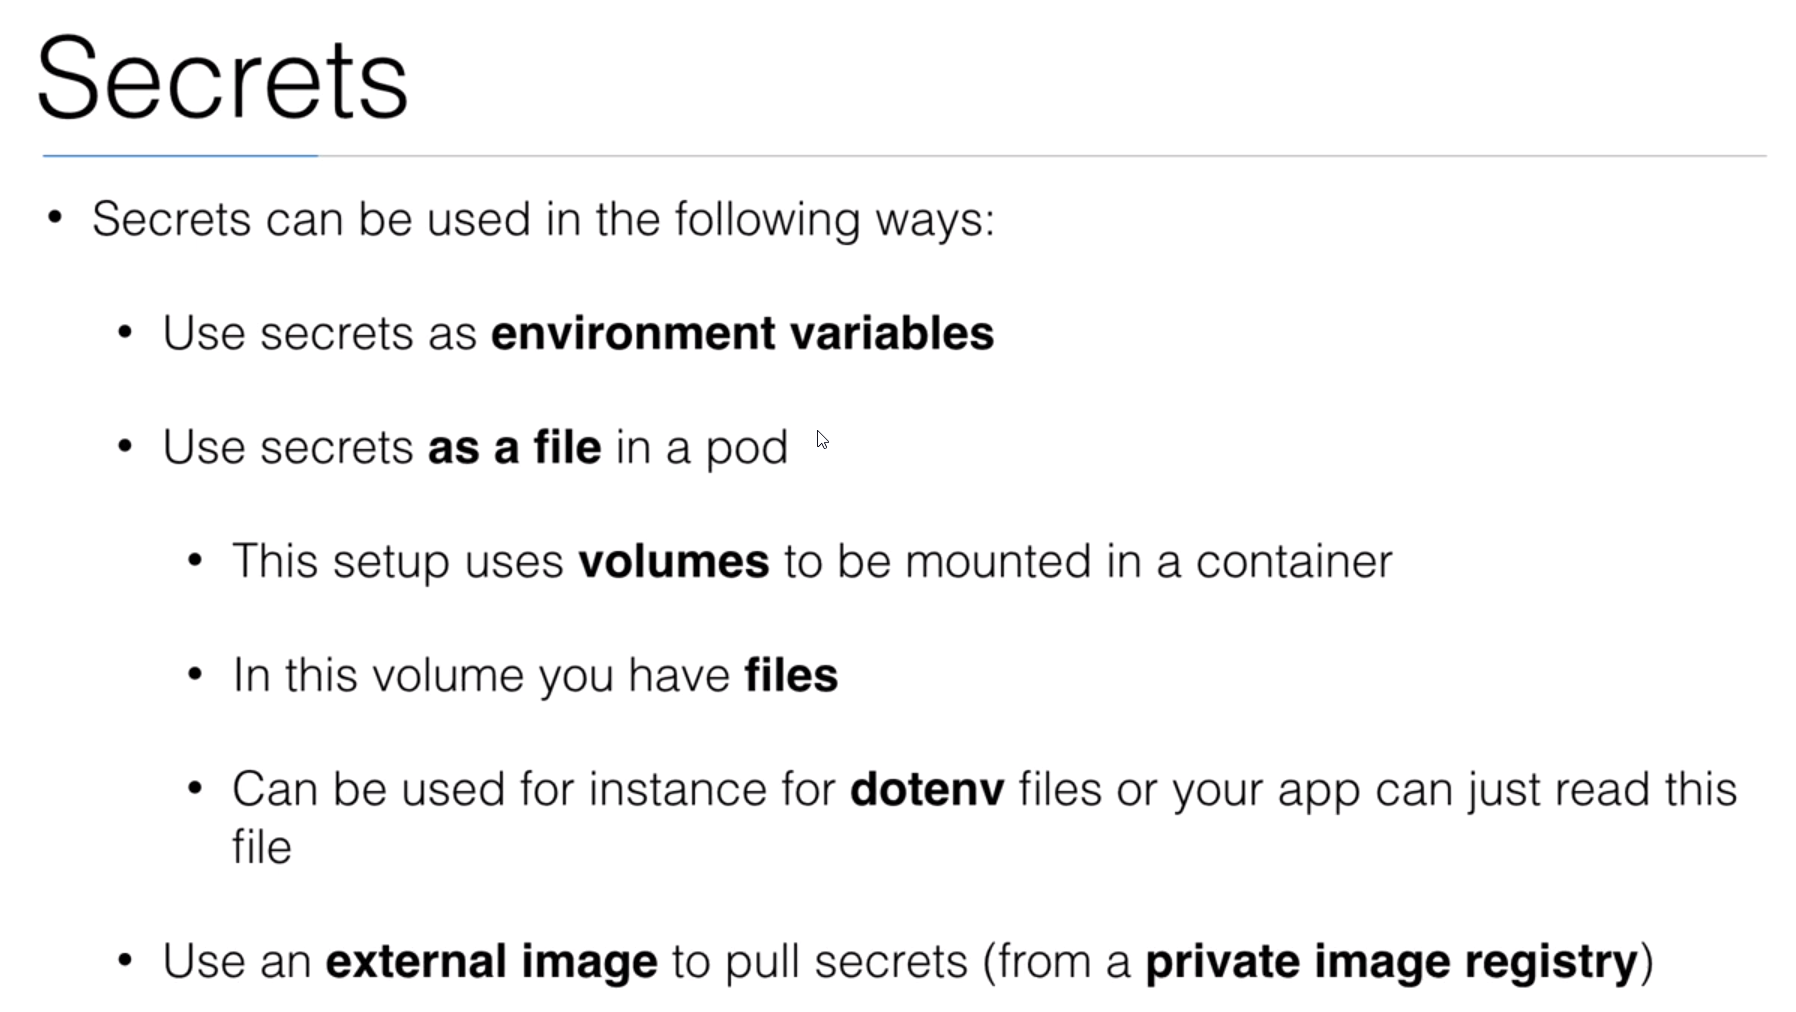 Secrets
• Secrets can be used in the following ways:
• Use secrets as environment variables
• Use secrets as a file in a pod
• This setup uses volumes to be mounted in a container
• In this volume you have files
• Can be used for instance for dotenv files or your app can just read this
file
• Use an external image to pull secrets (from a private image registry)